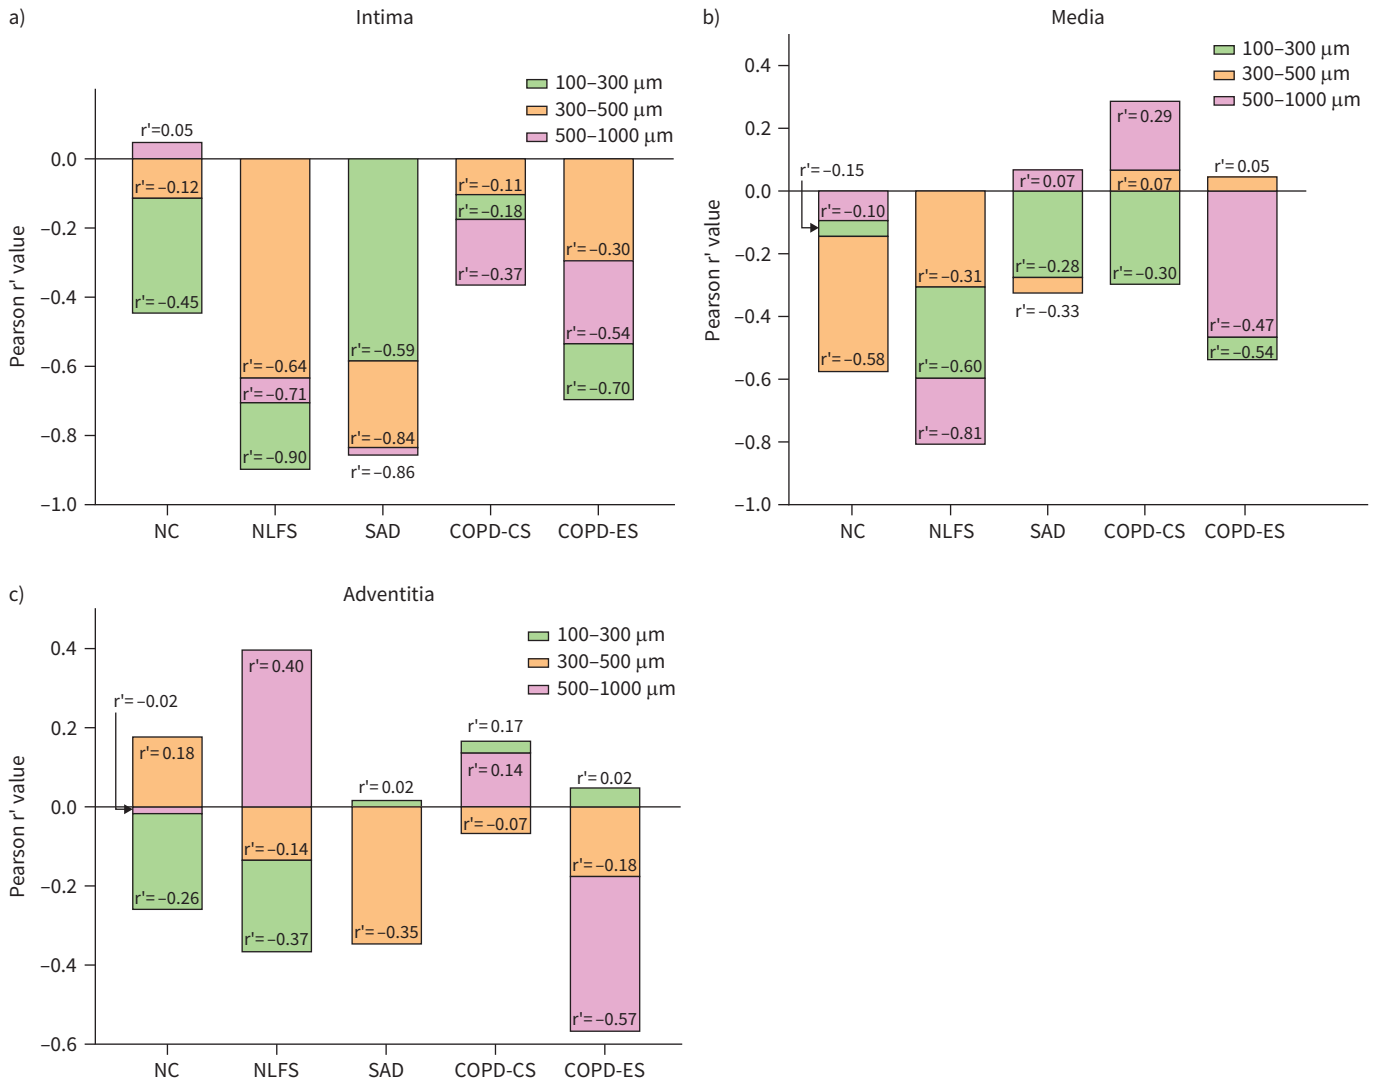 a)
Intima
100–300 μm
300–500 μm
500–1000 μm
Pearson r' value
0.0
–0.2
–0.4
–0.6
–0.8
–1.0
r'=0.05
r'=–0.12
r'=–0.45
r'=–0.64
r'=–0.71
r'=–0.90
r'=–0.59
r'=–0.84
r'=–0.86
r'=–0.11
r'=–0.18
r'=–0.37
r'=–0.30
r'=–0.54
r'=–0.70
NC NLFS SAD COPD-CS COPD-ES
b)
Media
100–300 μm
300–500 μm
500–1000 μm
Pearson r' value
0.4
0.2
0.0
–0.2
–0.4
–0.6
–0.8
–1.0
r'=–0.15
r'=–0.10
r'=–0.58
r'=–0.31
r'=–0.60
r'=–0.81
r'=0.07
r'=–0.28
r'=–0.33
r'=0.29
r'=0.07
r'=–0.30
r'=0.05
r'=–0.47
r'=–0.54
NC NLFS SAD COPD-CS COPD-ES
c)
Adventitia
100–300 μm
300–500 μm
500–1000 μm
Pearson r' value
0.4
0.2
0.0
–0.2
–0.4
–0.6
r'=–0.02
r'=0.18
r'=–0.26
r'=0.40
r'=–0.14
r'=–0.37
r'=0.02
r'=–0.35
r'=0.17
r'=0.14
r'=–0.07
r'=0.02
r'=–0.18
r'=–0.57
NC NLFS SAD COPD-CS COPD-ES